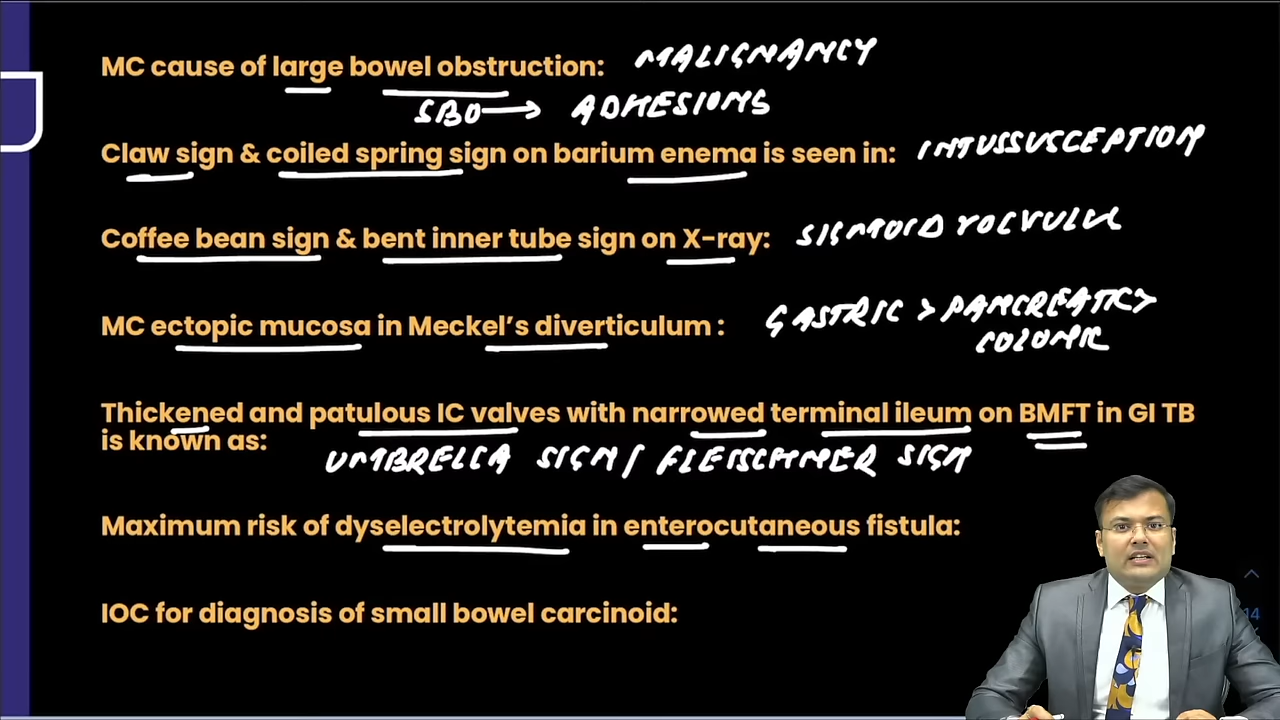 MC cause of large bowel obstruction: MALIGNANCY
SBO → ADHESIONS
Claw sign & coiled spring sign on barium enema is seen in: INTUSSUSCEPTION
Coffee bean sign & bent inner tube sign on X-ray: SIGMOID VOLVULU
MC ectopic mucosa in Meckel's diverticulum : GASTRIC > PANCREATIC >
COLONIC
Thickened and patulous IC valves with narrowed terminal ileum on BMFT in GI TB
is known as:
UMBRELLA SIGN / FLEISCHNER SIGN
Maximum risk of dyselectrolytemia in enterocutaneous fistula:
IOC for diagnosis of small bowel carcinoid:
14